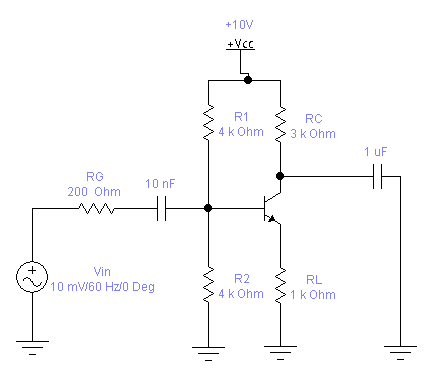 +10V
+Vcc
R1
4 k Ohm
RC
3 k Ohm
1 uF
RG
200 Ohm
10 nF
Vin
10 mV/60 Hz/0 Deg
R2
4 k Ohm
RL
1 k Ohm